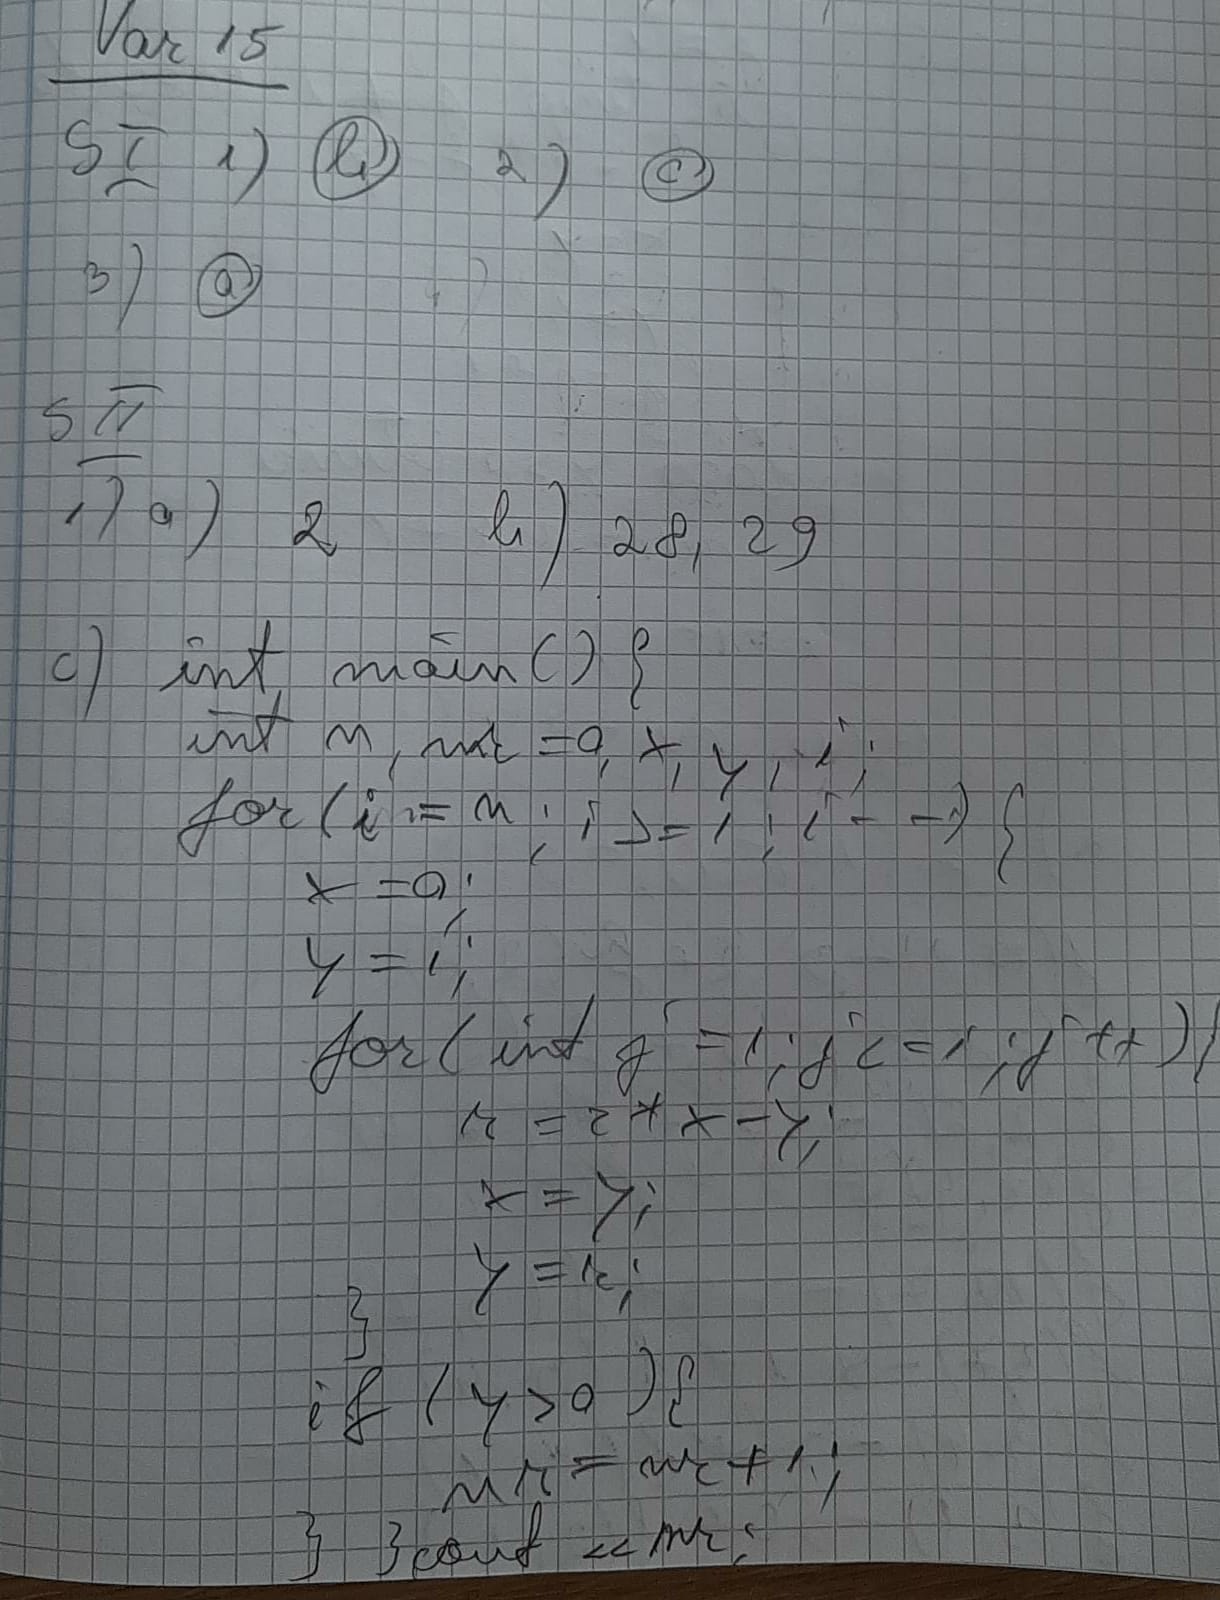 Var 15
S I 1) b 2) c
3) a
S II
1) a) 2 b) 28, 29
c) int main() {
int n, nr = 0, x, y, i;
for (i = n; i >= 1; i--) {
x = 0;
y = 1;
for (int j = 1; j <= i; j++) {
r = 2 * x - y;
x = y;
y = r;
}
if (y > 0) {
nr = nr + 1;
} } cout << nr;